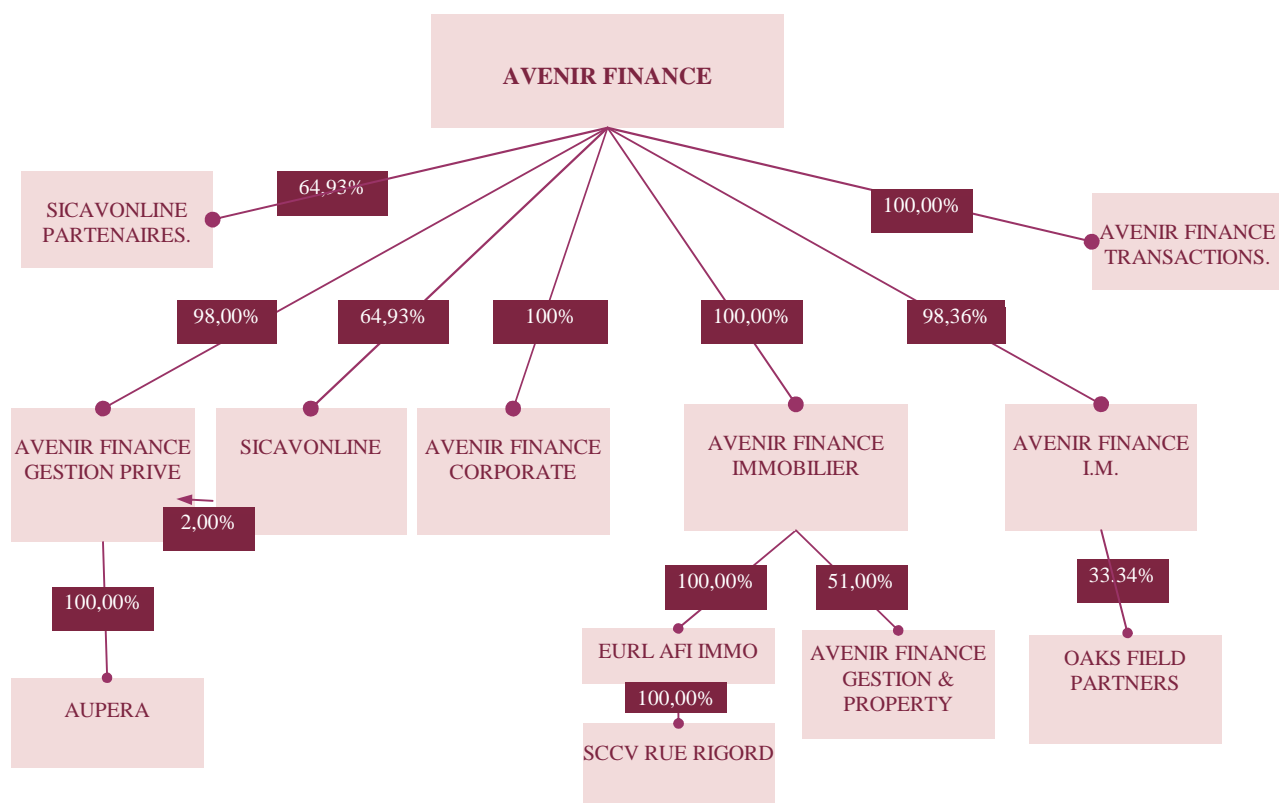 AVENIR FINANCE
64,93%
100,00%
SICAVONLINE
PARTENAIRES.
AVENIR FINANCE
TRANSACTIONS.
98,00%
64,93%
100%
100,00%
98,36%
AVENIR FINANCE
GESTION PRIVE
SICAVONLINE
AVENIR FINANCE
CORPORATE
AVENIR FINANCE
IMMOBILIER
AVENIR FINANCE
I.M.
2,00%
100,00%
100,00%
51,00%
33.34%
AUPERA
EURL AFI IMMO
AVENIR FINANCE
GESTION &
PROPERTY
OAKS FIELD
PARTNERS
100,00%
SCCV RUE RIGORD